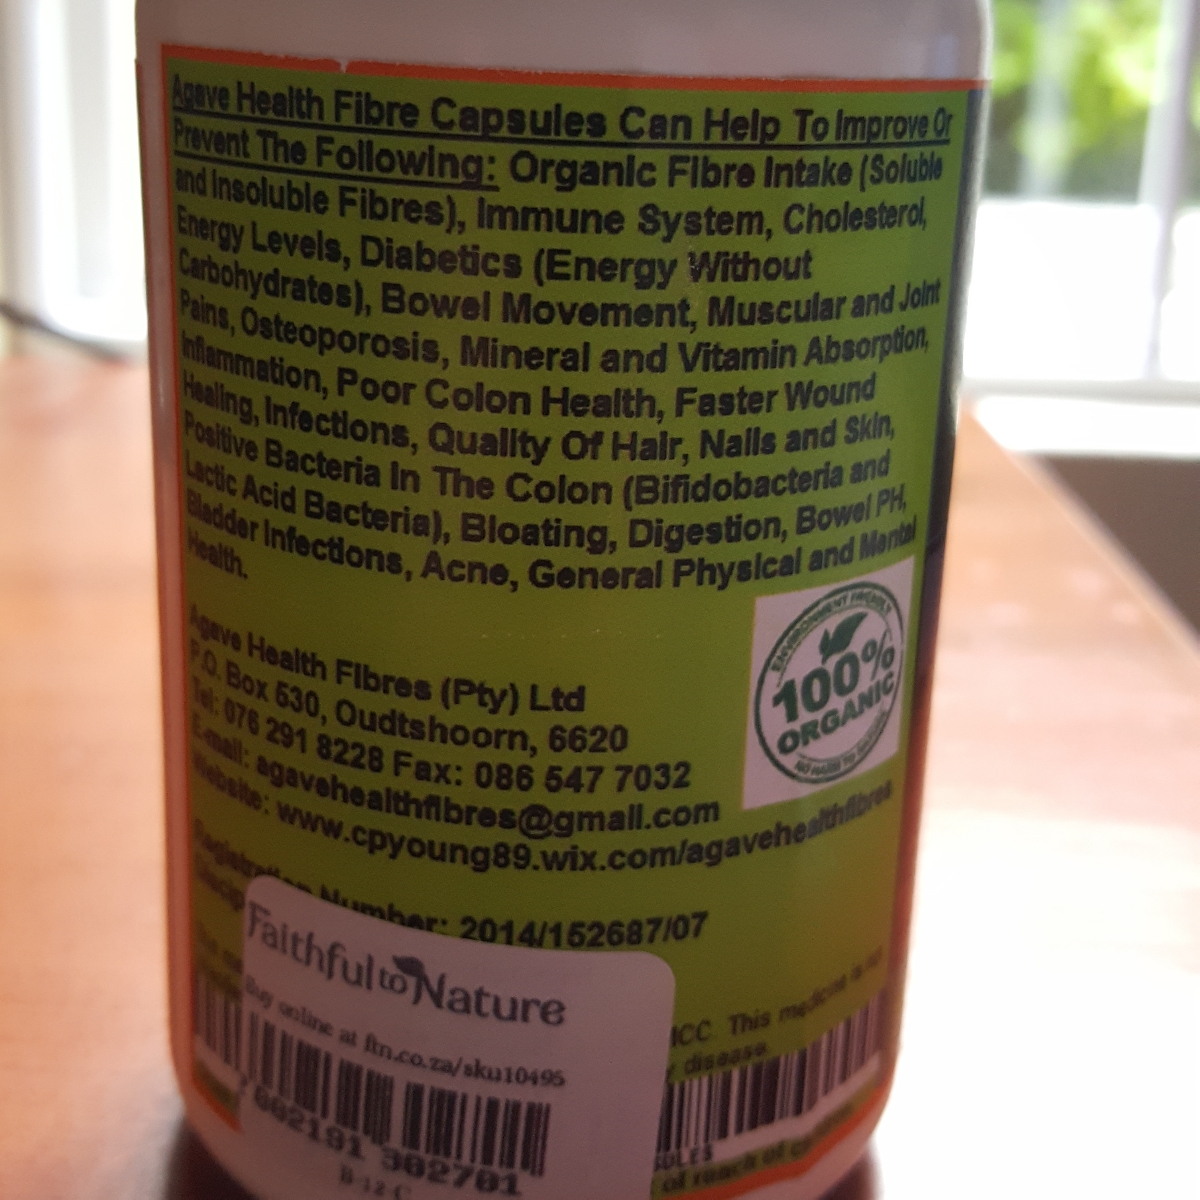 Agave Health Fibre Capsules Can Help To Improve Or
Prevent The Following: Organic Fibre Intake (Soluble
and Insoluble Fibres), Immune System, Cholesterol,
Energy Levels, Diabetics (Energy Without
Carbohydrates), Bowel Movement, Muscular and Joint
Pains, Osteoporosis, Mineral and Vitamin Absorption,
Inflammation, Poor Colon Health, Faster Wound
Healing, Infections, Quality Of Hair, Nails and Skin,
Positive Bacteria In The Colon (Bifidobacteria and
Lactic Acid Bacteria), Bloating, Digestion, Bowel PH,
Bladder Infections, Acne, General Physical and Mental
Health.
ENVIRONMENT FRIENDLY
100%
ORGANIC
Agave Health Fibres (Pty) Ltd
P.O. Box 530, Oudtshoorn, 6620
Tel: 076 291 8228 Fax: 086 547 7032
E-mail: agavehealthfibres@gmail.com
Website: www.cpyoung89.wix.com/agavehealthfibres
Registration Number: 2014/152687/07
This medicine is not
disease.
Faithful to Nature
Buy online at ftn.co.za/sku10495
B-12-C
of reach of